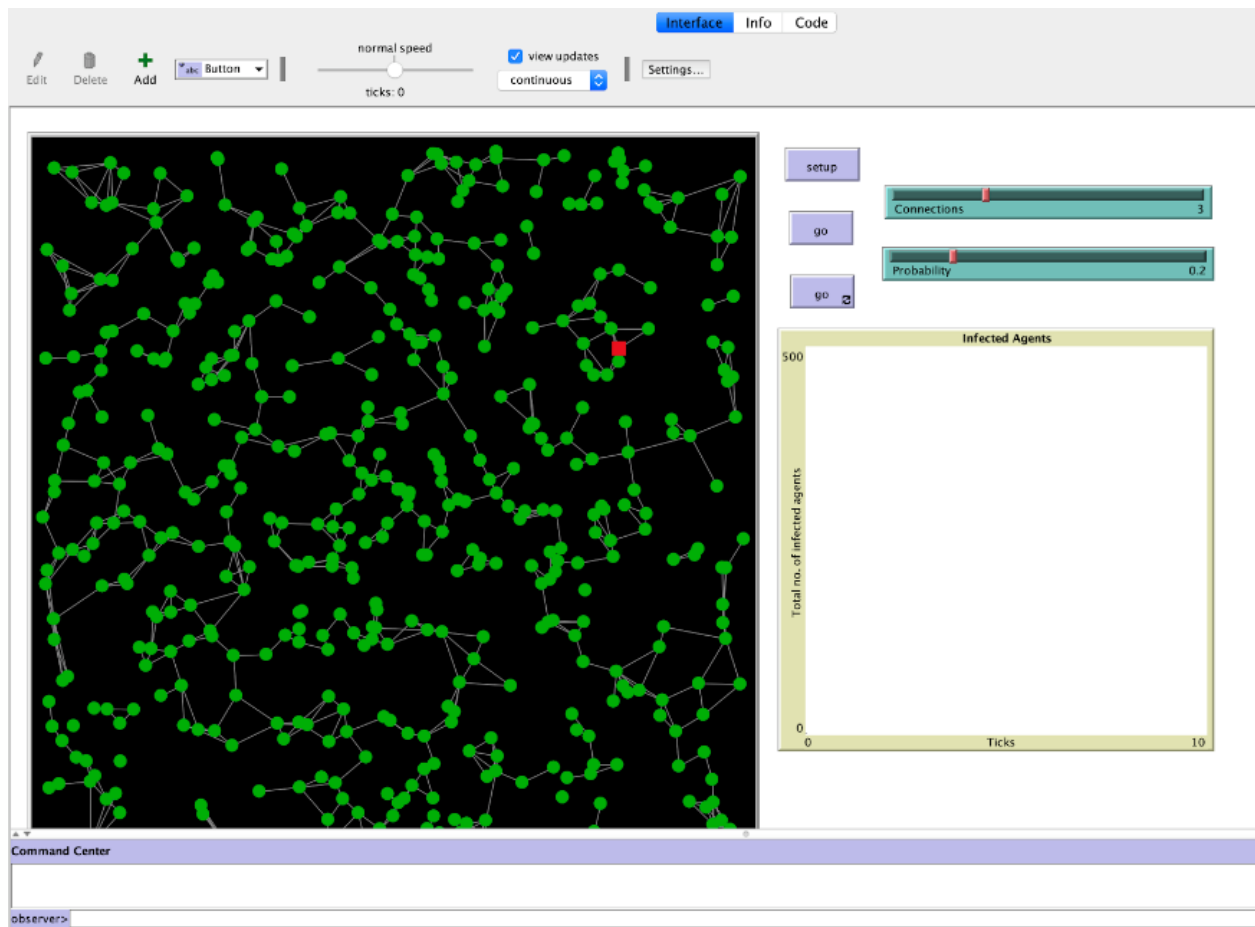 Interface Info Code
normal speed
view updates
Edit Delete Add abc Button continuous Settings...
ticks: 0
setup
Connections 3
go
Probability 0.2
go
Infected Agents
500
Total no. of infected agents
0
0 Ticks 10
Command Center
observer>